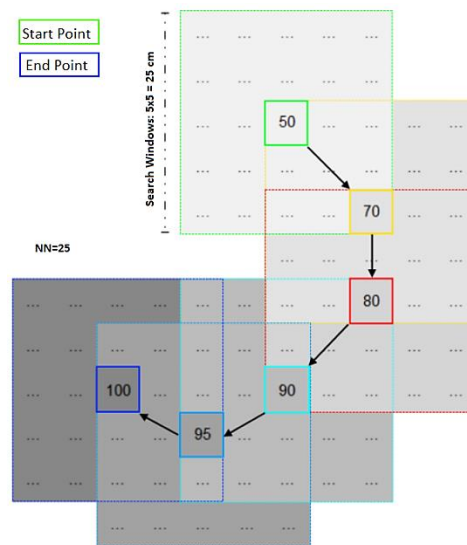 Start Point
End Point
Search Windows: 5x5 = 25 cm
... ... ... ... ...
... ... ... ... ...
... ... 50 ... ... ... ...
... ... ... ... 70 ... ...
NN=25
... ... 80 ... ...
... ... ... ... ... ... ... ... ...
... ... ... ... ... ... ... ... ...
... ... 100 ... ... ... 90 ... ... ... ...
... ... ... ... 95 ... ... ... ...
... ... ... ... ... ... ... ... ...
... ... ... ... ...